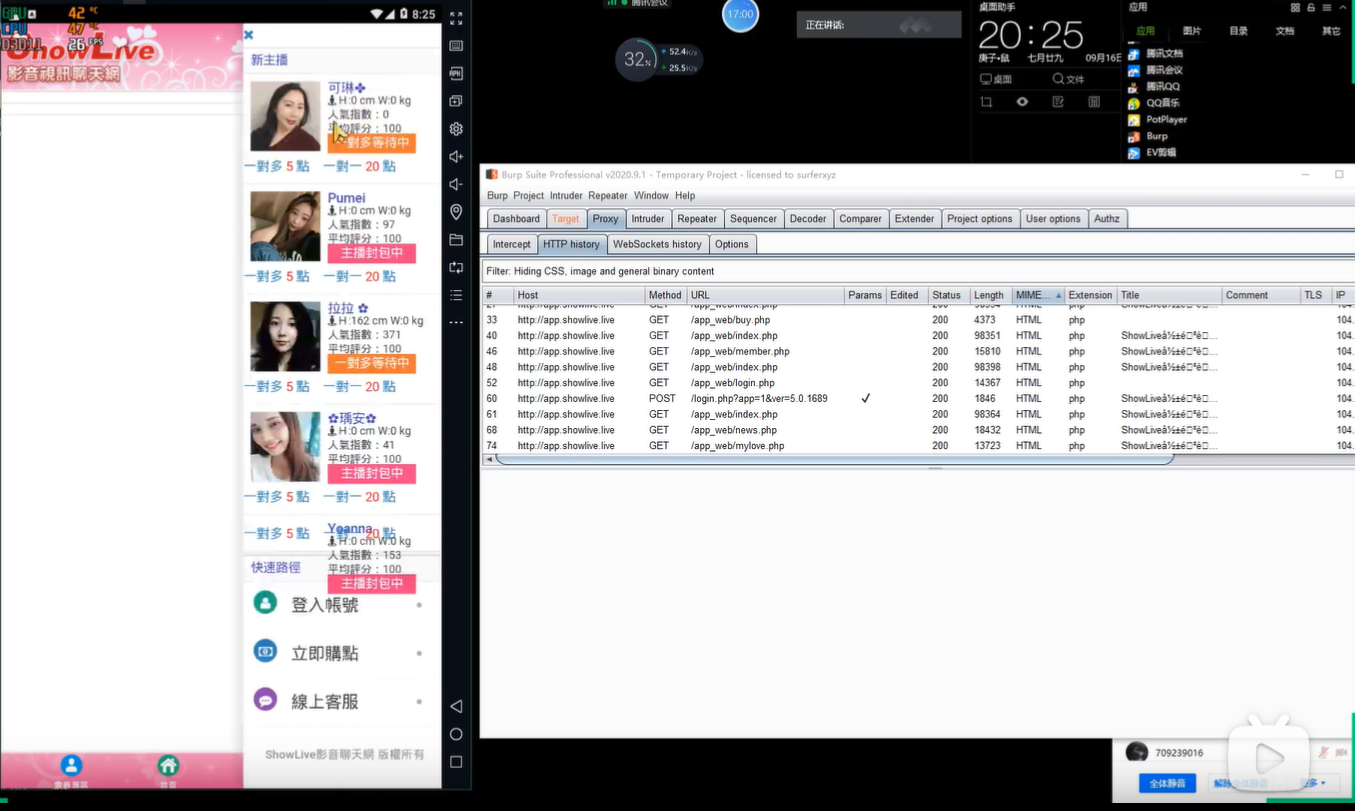 GPU 42 °C 8:25
CPU 47 °C
D3D11 26 FPS
ShowLive
影音視訊聊天網
新主播
可琳✤
H:0 cm W:0 kg
人氣指數：0
平均評分：100
一對多等待中
一對多 5 點 一對一 20 點
Pumei
H:0 cm W:0 kg
人氣指數：97
平均評分：100
主播封包中
一對多 5 點 一對一 20 點
拉拉 ✿
H:162 cm W:0 kg
人氣指數：371
平均評分：100
一對多等待中
一對多 5 點 一對一 20 點
✿瑀安✿
H:0 cm W:0 kg
人氣指數：41
平均評分：100
主播封包中
一對多 5 點 一對一 20 點
Yoanna
一對多 5 點 一對一 20 點
H:0 cm W:0 kg
人氣指數：153
平均評分：100
主播封包中
快速路徑
登入帳號
立即購點
線上客服
ShowLive影音聊天網 版權所有
首頁
腾讯会议
17:00
正在讲话:
32%
52.4K/s
25.5K/s
桌面助手
20:25
庚子•鼠 七月廿九 09月16日
桌面 文件
应用
应用 图片 目录 文档 其它
腾讯文档
腾讯会议
腾讯QQ
QQ音乐
PotPlayer
Burp
EV剪辑
Burp Suite Professional v2020.9.1 - Temporary Project - licensed to surferxyz
Burp Project Intruder Repeater Window Help
Dashboard Target Proxy Intruder Repeater Sequencer Decoder Comparer Extender Project options User options Authz
Intercept HTTP history WebSockets history Options
Filter: Hiding CSS, image and general binary content
# Host Method URL Params Edited Status Length MIME... Extension Title Comment TLS IP
33 http://app.showlive.live GET /app_web/buy.php 200 4373 HTML php 104.
40 http://app.showlive.live GET /app_web/index.php 200 98351 HTML php ShowLive 104.
46 http://app.showlive.live GET /app_web/member.php 200 15810 HTML php ShowLive 104.
48 http://app.showlive.live GET /app_web/index.php 200 98398 HTML php ShowLive 104.
52 http://app.showlive.live GET /app_web/login.php 200 14367 HTML php 104.
60 http://app.showlive.live POST /login.php?app=1&ver=5.0.1689 ✓ 200 1846 HTML php ShowLive 104.
61 http://app.showlive.live GET /app_web/index.php 200 98364 HTML php ShowLive 104.
68 http://app.showlive.live GET /app_web/news.php 200 18432 HTML php ShowLive 104.
74 http://app.showlive.live GET /app_web/mylove.php 200 13723 HTML php ShowLive 104.
709239016
全体静音 解除全体静音 更多